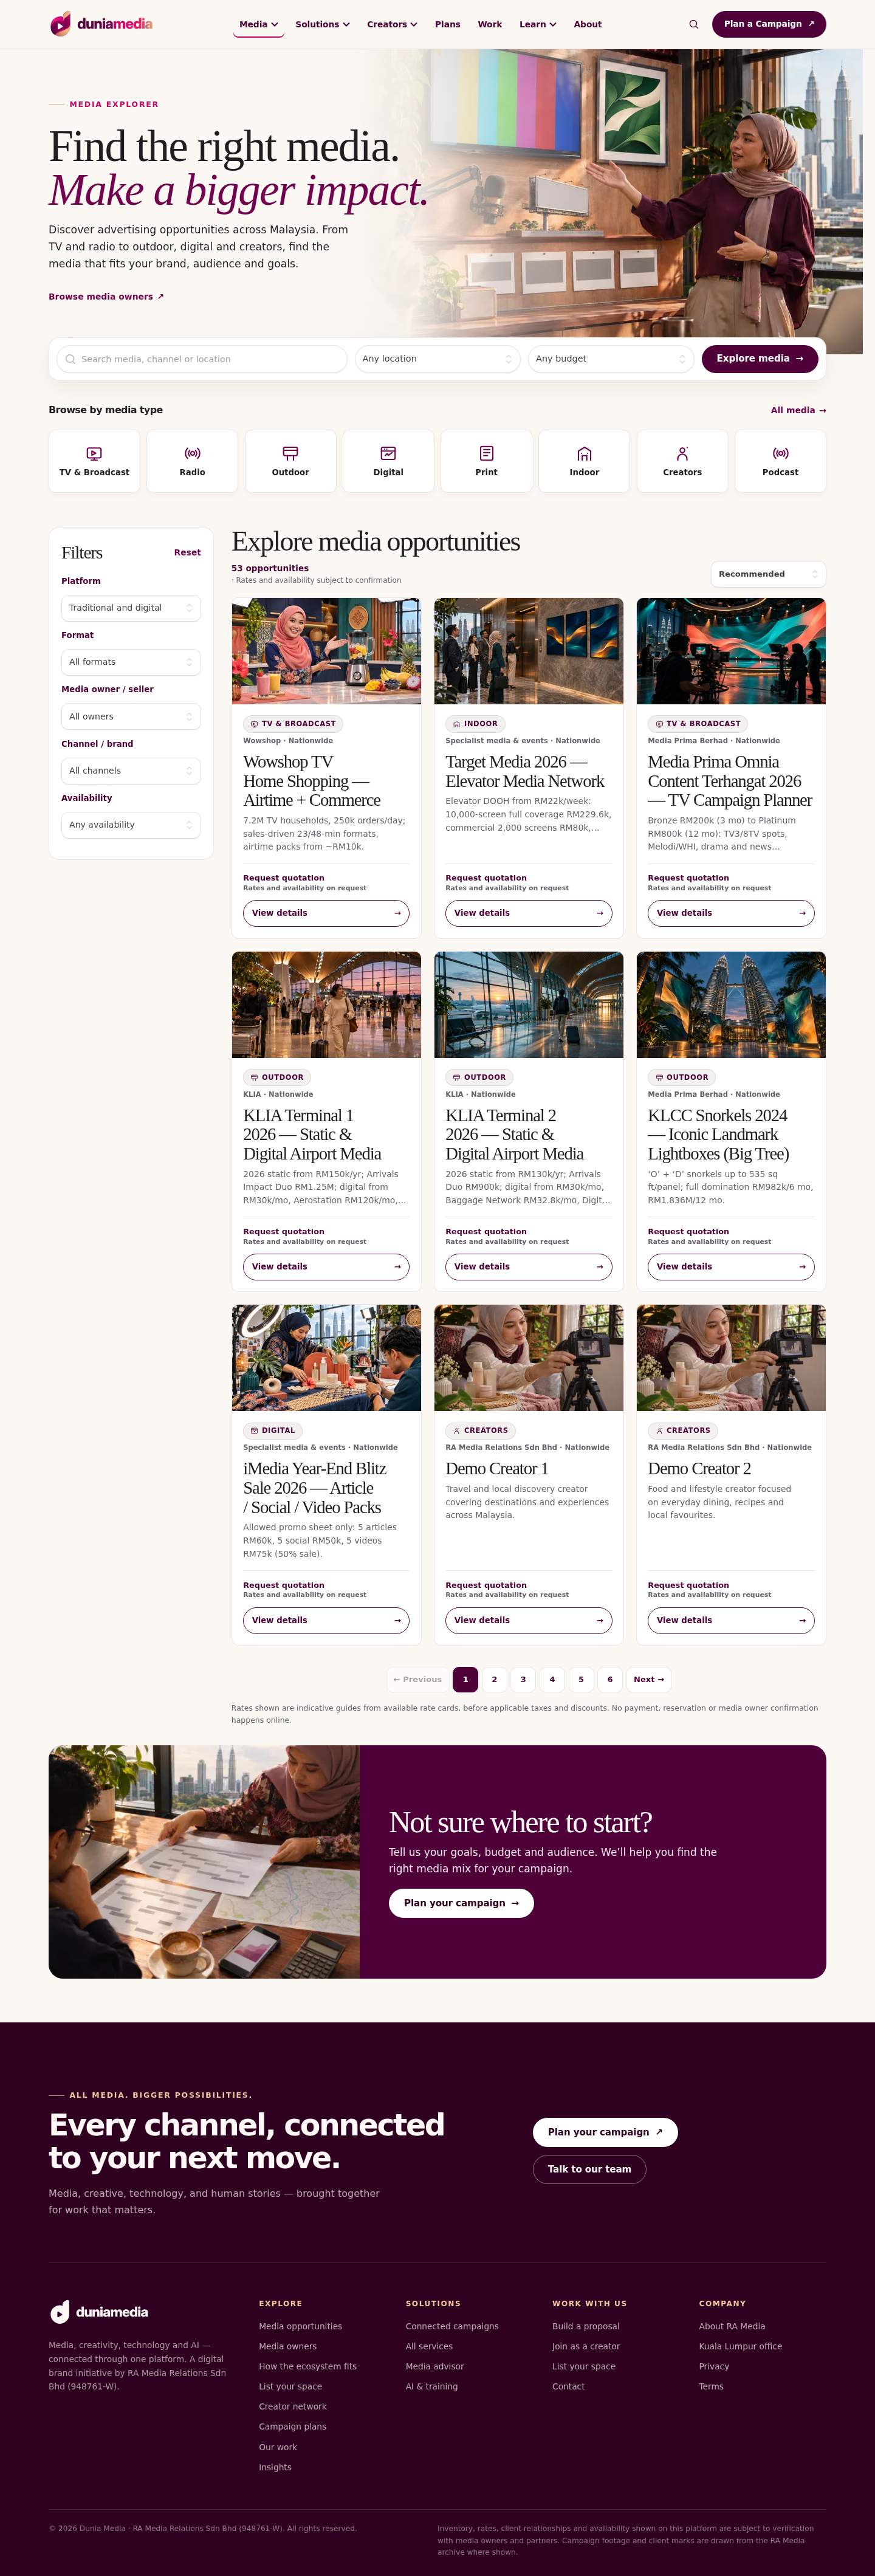 duniamedia
Media
Solutions
Creators
Plans
Work
Learn
About
Plan a Campaign ↗
MEDIA EXPLORER
Find the right media.
Make a bigger impact.
Discover advertising opportunities across Malaysia. From
TV and radio to outdoor, digital and creators, find the
media that fits your brand, audience and goals.
Browse media owners ↗
Search media, channel or location
Any location
Any budget
Explore media →
Browse by media type
All media →
TV & Broadcast
Radio
Outdoor
Digital
Print
Indoor
Creators
Podcast
Filters
Reset
Platform
Traditional and digital
Format
All formats
Media owner / seller
All owners
Channel / brand
All channels
Availability
Any availability
Explore media opportunities
53 opportunities
· Rates and availability subject to confirmation
Recommended
TV & BROADCAST
Wowshop · Nationwide
Wowshop TV
Home Shopping —
Airtime + Commerce
7.2M TV households, 250k orders/day;
sales-driven 23/48-min formats,
airtime packs from ~RM10k.
Request quotation
Rates and availability on request
View details →
INDOOR
Specialist media & events · Nationwide
Target Media 2026 —
Elevator Media Network
Elevator DOOH from RM22k/week:
10,000-screen full coverage RM229.6k,
commercial 2,000 screens RM80k,…
Request quotation
Rates and availability on request
View details →
TV & BROADCAST
Media Prima Berhad · Nationwide
Media Prima Omnia
Content Terhangat 2026
— TV Campaign Planner
Bronze RM200k (3 mo) to Platinum
RM800k (12 mo): TV3/8TV spots,
Melodi/WHI, drama and news…
Request quotation
Rates and availability on request
View details →
OUTDOOR
KLIA · Nationwide
KLIA Terminal 1
2026 — Static &
Digital Airport Media
2026 static from RM150k/yr; Arrivals
Impact Duo RM1.25M; digital from
RM30k/mo, Aerostation RM120k/mo,…
Request quotation
Rates and availability on request
View details →
OUTDOOR
KLIA · Nationwide
KLIA Terminal 2
2026 — Static &
Digital Airport Media
2026 static from RM130k/yr; Arrivals
Duo RM900k; digital from RM30k/mo,
Baggage Network RM32.8k/mo, Digit…
Request quotation
Rates and availability on request
View details →
OUTDOOR
Media Prima Berhad · Nationwide
KLCC Snorkels 2024
— Iconic Landmark
Lightboxes (Big Tree)
‘O’ + ‘D’ snorkels up to 535 sq
ft/panel; full domination RM982k/6 mo,
RM1.836M/12 mo.
Request quotation
Rates and availability on request
View details →
DIGITAL
Specialist media & events · Nationwide
iMedia Year-End Blitz
Sale 2026 — Article
/ Social / Video Packs
Allowed promo sheet only: 5 articles
RM60k, 5 social RM50k, 5 videos
RM75k (50% sale).
Request quotation
Rates and availability on request
View details →
CREATORS
RA Media Relations Sdn Bhd · Nationwide
Demo Creator 1
Travel and local discovery creator
covering destinations and experiences
across Malaysia.
Request quotation
Rates and availability on request
View details →
CREATORS
RA Media Relations Sdn Bhd · Nationwide
Demo Creator 2
Food and lifestyle creator focused
on everyday dining, recipes and
local favourites.
Request quotation
Rates and availability on request
View details →
← Previous 1 2 3 4 5 6 Next →
Rates shown are indicative guides from available rate cards, before applicable taxes and discounts. No payment, reservation or media owner confirmation
happens online.
Not sure where to start?
Tell us your goals, budget and audience. We’ll help you find the
right media mix for your campaign.
Plan your campaign →
ALL MEDIA. BIGGER POSSIBILITIES.
Every channel, connected
to your next move.
Media, creative, technology, and human stories — brought together
for work that matters.
Plan your campaign ↗
Talk to our team
duniamedia
Media, creativity, technology and AI —
connected through one platform. A digital
brand initiative by RA Media Relations Sdn
Bhd (948761-W).
EXPLORE
Media opportunities
Media owners
How the ecosystem fits
List your space
Creator network
Campaign plans
Our work
Insights
SOLUTIONS
Connected campaigns
All services
Media advisor
AI & training
WORK WITH US
Build a proposal
Join as a creator
List your space
Contact
COMPANY
About RA Media
Kuala Lumpur office
Privacy
Terms
© 2026 Dunia Media · RA Media Relations Sdn Bhd (948761-W). All rights reserved.
Inventory, rates, client relationships and availability shown on this platform are subject to verification
with media owners and partners. Campaign footage and client marks are drawn from the RA Media
archive where shown.